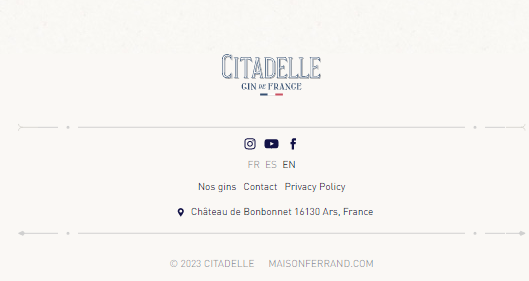 CITADELLE
GIN DE FRANCE
FR ES EN
Nos gins Contact Privacy Policy
Château de Bonbonnet 16130 Ars, France
© 2023 CITADELLE MAISONFERRAND.COM